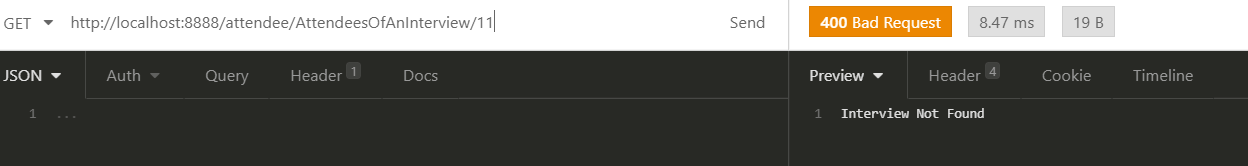 GET http://localhost:8888/attendee/AttendeesOfAnInterview/11 Send 400 Bad Request 8.47 ms 19 B
JSON Auth Query Header 1 Docs Preview Header 4 Cookie Timeline
1 ... 1 Interview Not Found